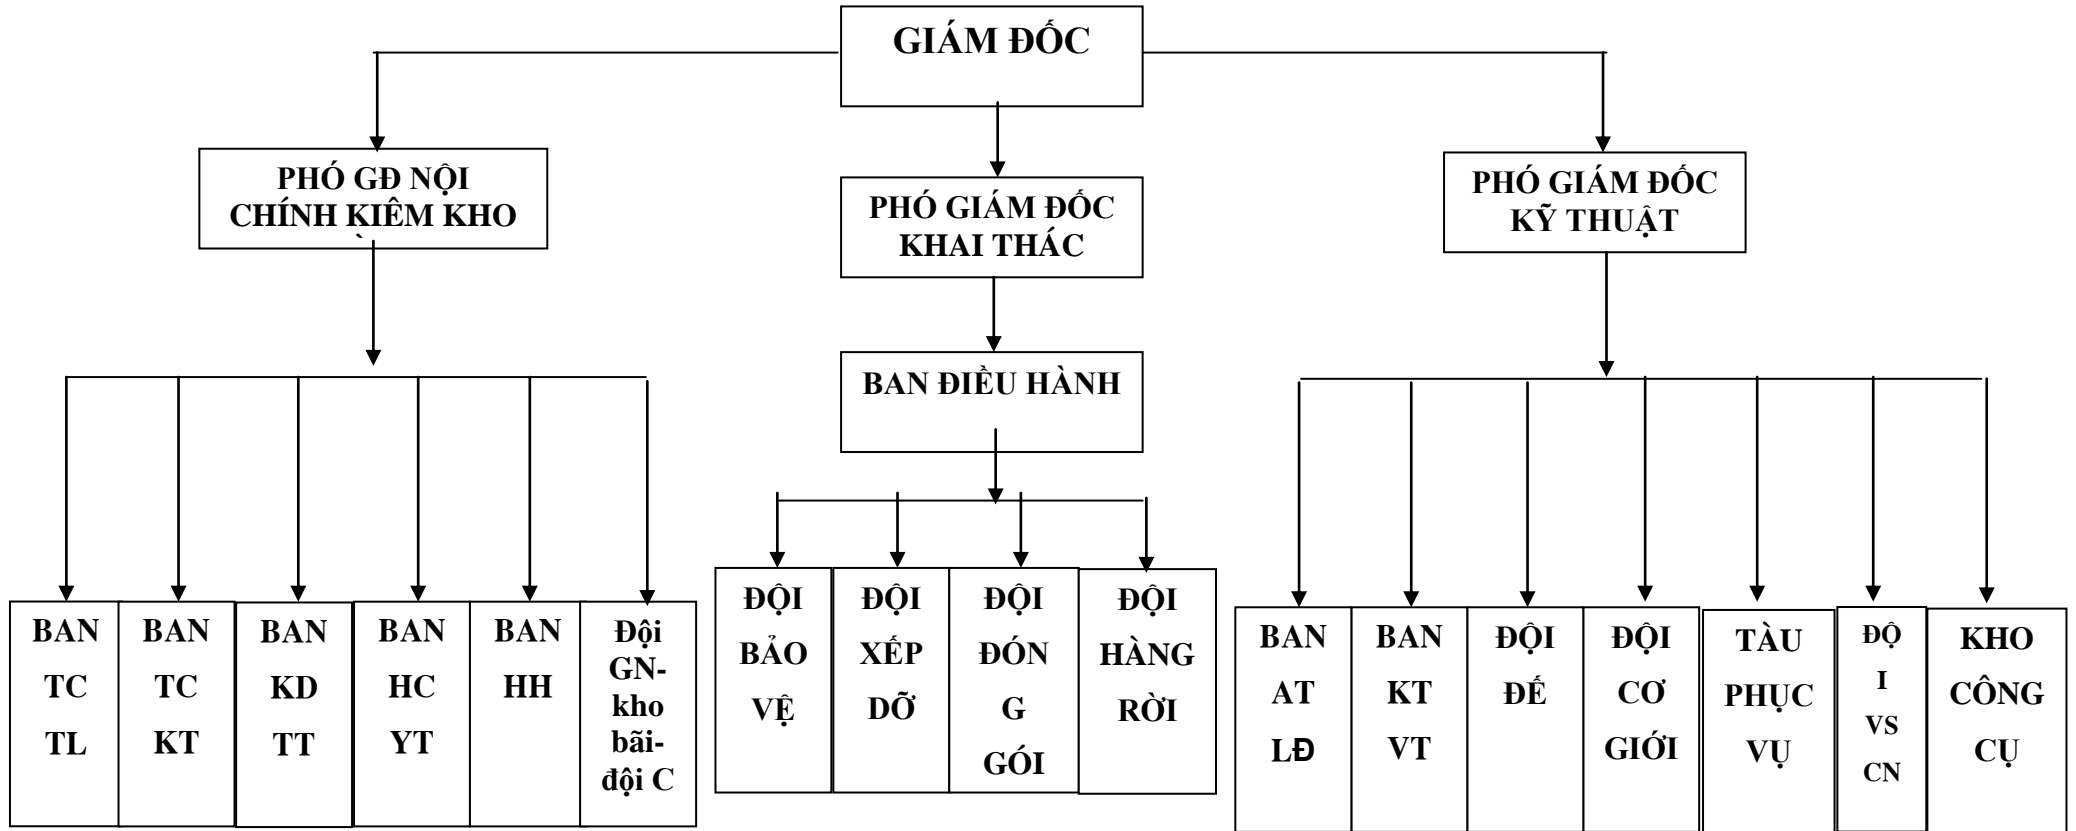 GIÁM ĐỐC
PHÓ GĐ NỘI
CHÍNH KIÊM KHO
PHÓ GIÁM ĐỐC
KHAI THÁC
PHÓ GIÁM ĐỐC
KỸ THUẬT
BAN ĐIỀU HÀNH
BAN
TC
TL
BAN
TC
KT
BAN
KD
TT
BAN
HC
YT
BAN
HH
Đội
GN-
kho
bãi-
đội C
ĐỘI
BẢO
VỆ
ĐỘI
XẾP
DỠ
ĐỘI
ĐÓN
G
GÓI
ĐỘI
HÀNG
RỜI
BAN
AT
LĐ
BAN
KT
VT
ĐỘI
ĐẾ
ĐỘI
CƠ
GIỚI
TÀU
PHỤC
VỤ
ĐỘ
I
VS
CN
KHO
CÔNG
CỤ